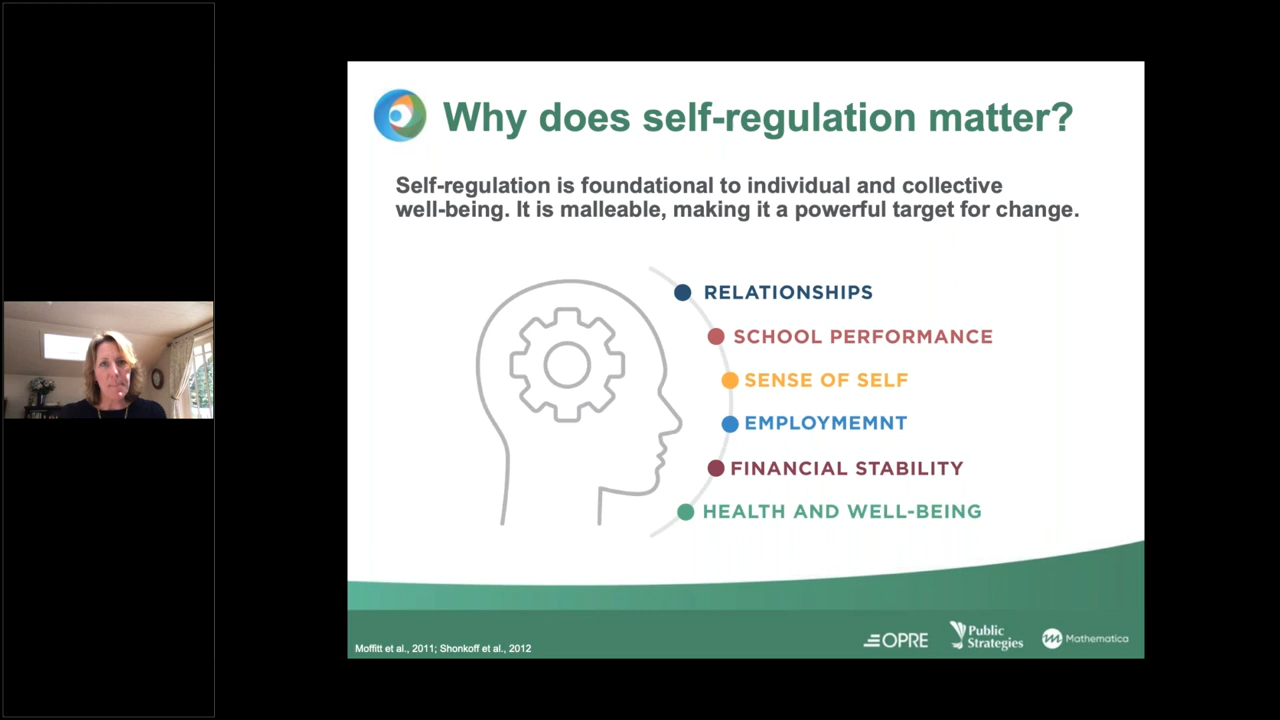 Why does self-regulation matter?
Self-regulation is foundational to individual and collective
well-being. It is malleable, making it a powerful target for change.
RELATIONSHIPS
SCHOOL PERFORMANCE
SENSE OF SELF
EMPLOYMEMNT
FINANCIAL STABILITY
HEALTH AND WELL-BEING
Moffitt et al., 2011; Shonkoff et al., 2012
OPRE
Public
Strategies
Mathematica